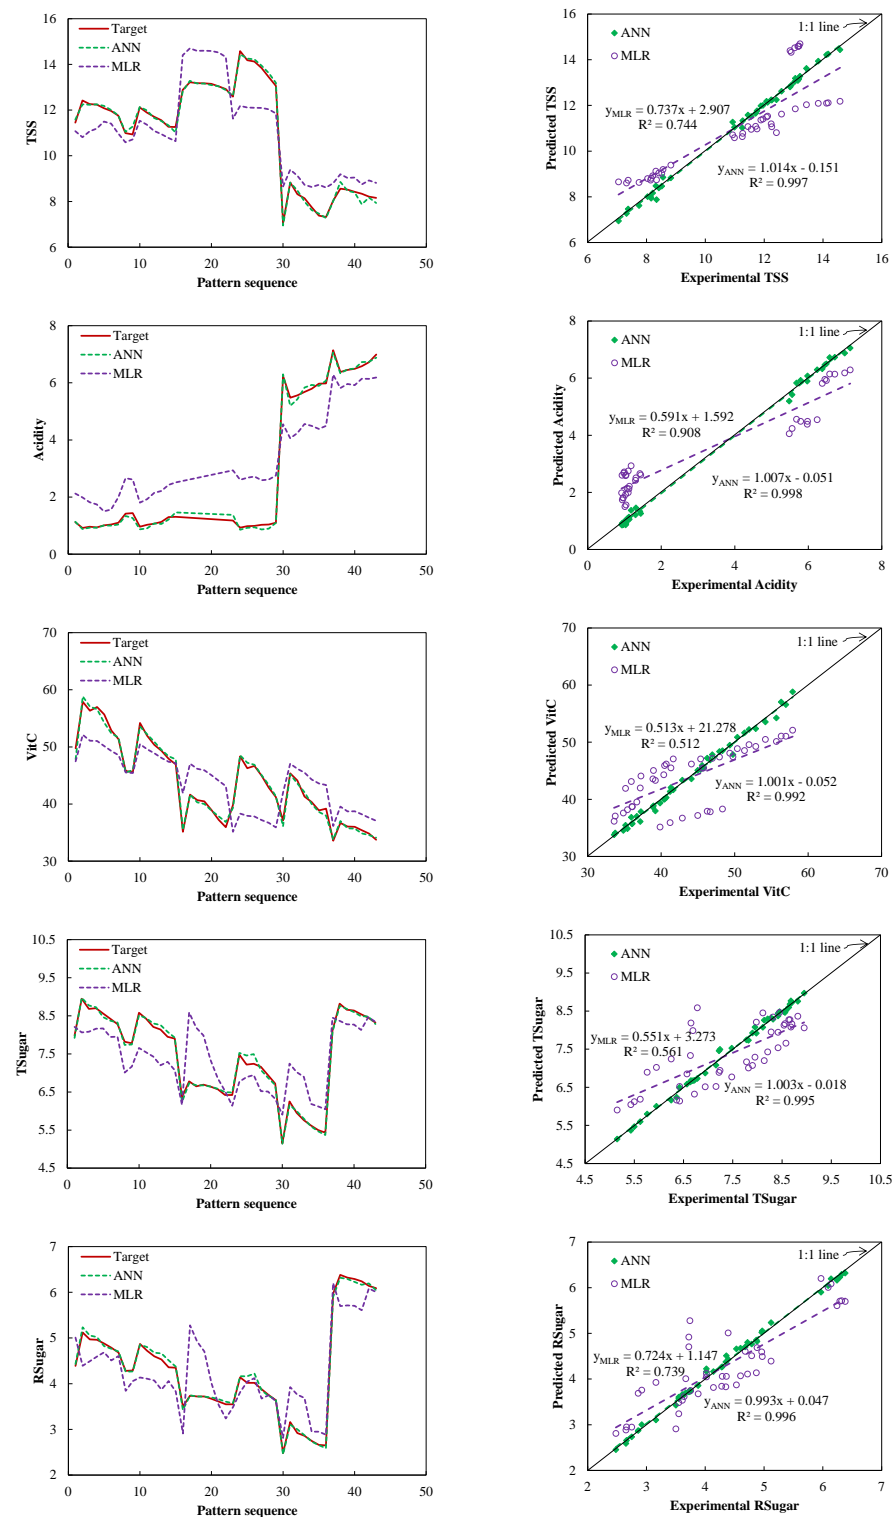 16
14
12
10
8
6
TSS
Target
ANN
MLR
0
10
20
30
40
50
Pattern sequence
16
14
12
10
8
6
Predicted TSS
ANN
MLR
1:1 line
yMLR = 0.737x + 2.907
R² = 0.744
yANN = 1.014x - 0.151
R² = 0.997
6
8
10
12
14
16
Experimental TSS
8
6
4
2
0
Acidity
Target
ANN
MLR
0
10
20
30
40
50
Pattern sequence
8
6
4
2
0
Predicted Acidity
ANN
MLR
1:1 line
yMLR = 0.591x + 1.592
R² = 0.908
yANN = 1.007x - 0.051
R² = 0.998
0
2
4
6
8
Experimental Acidity
70
60
50
40
30
VitC
Target
ANN
MLR
0
10
20
30
40
50
Pattern sequence
70
60
50
40
30
Predicted VitC
ANN
MLR
1:1 line
yMLR = 0.513x + 21.278
R² = 0.512
yANN = 1.001x - 0.052
R² = 0.992
30
40
50
60
70
Experimental VitC
10.5
9.5
8.5
7.5
6.5
5.5
4.5
TSugar
Target
ANN
MLR
0
10
20
30
40
50
Pattern sequence
10.5
9.5
8.5
7.5
6.5
5.5
4.5
Predicted TSugar
ANN
MLR
1:1 line
yMLR = 0.551x + 3.273
R² = 0.561
yANN = 1.003x - 0.018
R² = 0.995
4.5
5.5
6.5
7.5
8.5
9.5
10.5
Experimental TSugar
7
6
5
4
3
2
RSugar
Target
ANN
MLR
0
10
20
30
40
50
Pattern sequence
7
6
5
4
3
2
Predicted RSugar
ANN
MLR
1:1 line
yMLR = 0.724x + 1.147
R² = 0.739
yANN = 0.993x + 0.047
R² = 0.996
2
3
4
5
6
7
Experimental RSugar